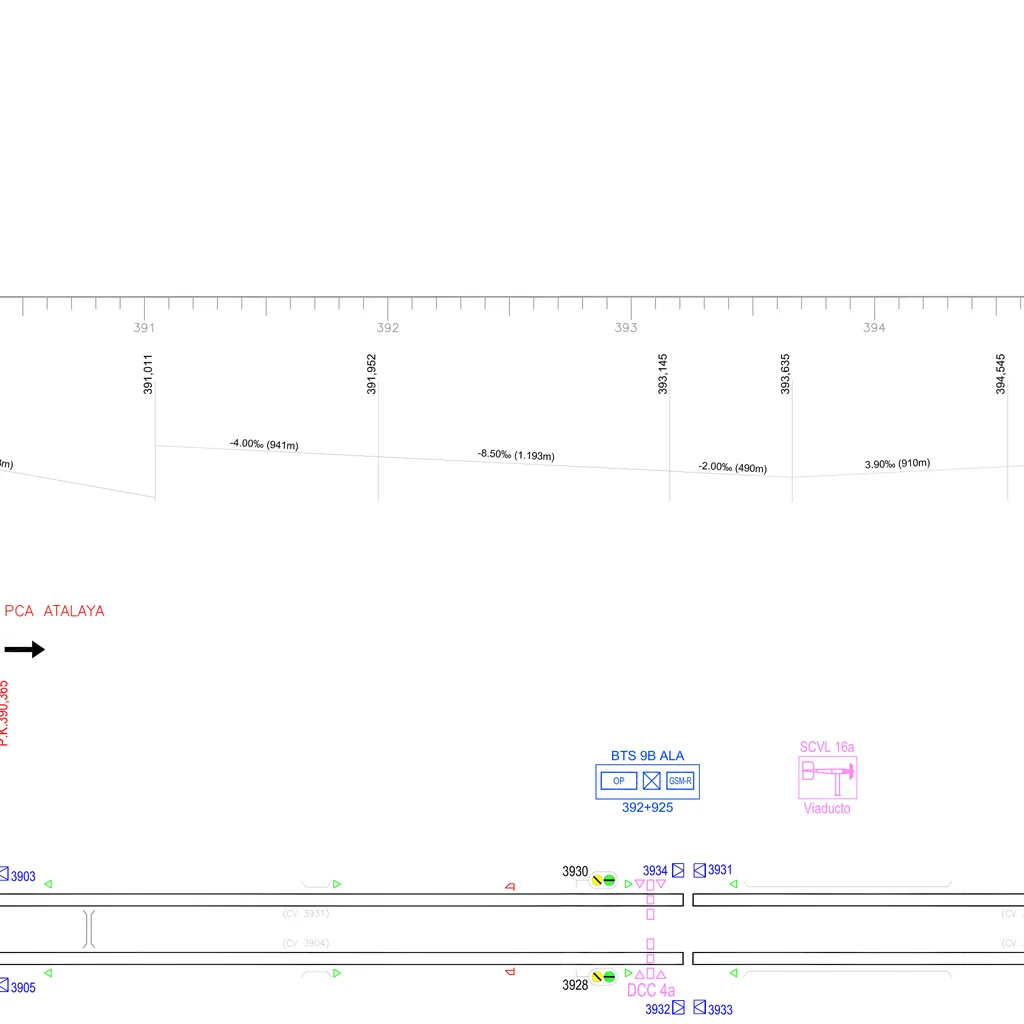 391
392
393
394
391,011
391,952
393,145
393,635
394,545
-4.00‰ (941m)
-8.50‰ (1.193m)
-2.00‰ (490m)
3.90‰ (910m)
PCA ATALAYA
P.K.390,365
BTS 9B ALA
OP
GSM-R
392+925
SCVL 16a
Viaducto
3903
3930
3934
3931
(CV 3931)
(CV 3904)
3905
3928
DCC 4a
3932
3933